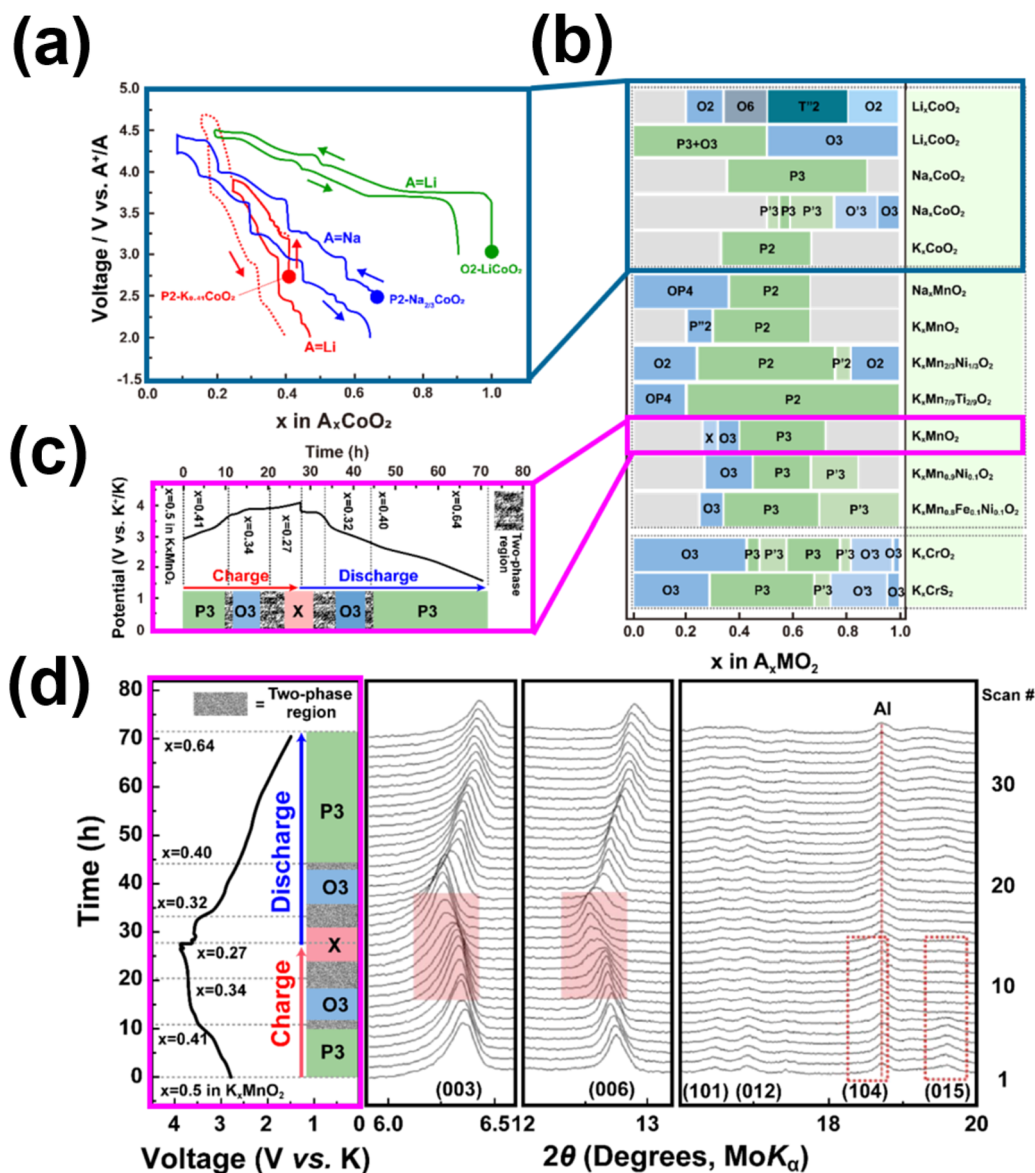 (a)
Voltage / V vs. A⁺/A
5.0
4.5
4.0
3.5
3.0
2.5
2.0
-1.5
0.0
0.2
0.4
0.6
0.8
1.0
x in AₓCoO₂
A=Li
A=Na
O2-LiCoO₂
P2-K₀.₄₁CoO₂
P2-Na₂/₃CoO₂
A=Li
(b)
O2 O6 T"2 O2 LiₓCoO₂
P3+O3 O3 LiₓCoO₂
P3 NaₓCoO₂
P'3 P3 P'3 O'3 O3 NaₓCoO₂
P2 KₓCoO₂
OP4 P2 NaₓMnO₂
P"2 P2 KₓMnO₂
O2 P2 P'2 O2 KₓMn₂/₃Ni₁/₃O₂
OP4 P2 KₓMn₇/₉Ti₂/₉O₂
X O3 P3 KₓMnO₂
O3 P3 P'3 KₓMn₀.₉Ni₀.₁O₂
O3 P3 P'3 KₓMn₀.₈Fe₀.₁Ni₀.₁O₂
O3 P3 P'3 P3 P'3 O'3 O3 KₓCrO₂
O3 P3 P'3 O'3 O3 KₓCrS₂
0.0 0.2 0.4 0.6 0.8 1.0
x in AₓMO₂
(c)
Time (h)
0 10 20 30 40 50 60 70 80
Potential (V vs. K⁺/K)
4
3
2
1
0
x=0.5 in KxMnO₂
x=0.41
x=0.34
x=0.27
x=0.32
x=0.40
x=0.64
Two-phase
region
Charge
Discharge
P3 O3 X O3 P3
(d)
Time (h)
80
70
60
50
40
30
20
10
0
= Two-phase
region
x=0.64
x=0.40
x=0.32
x=0.27
x=0.34
x=0.41
x=0.5 in KₓMnO₂
Discharge
Charge
P3
O3
X
O3
P3
4 3 2 1 0
Voltage (V vs. K)
(003)
6.0 6.5
(006)
12 13
Al
(101) (012) (104) (015)
18 20
2θ (Degrees, MoKα)
Scan #
30
20
10
1